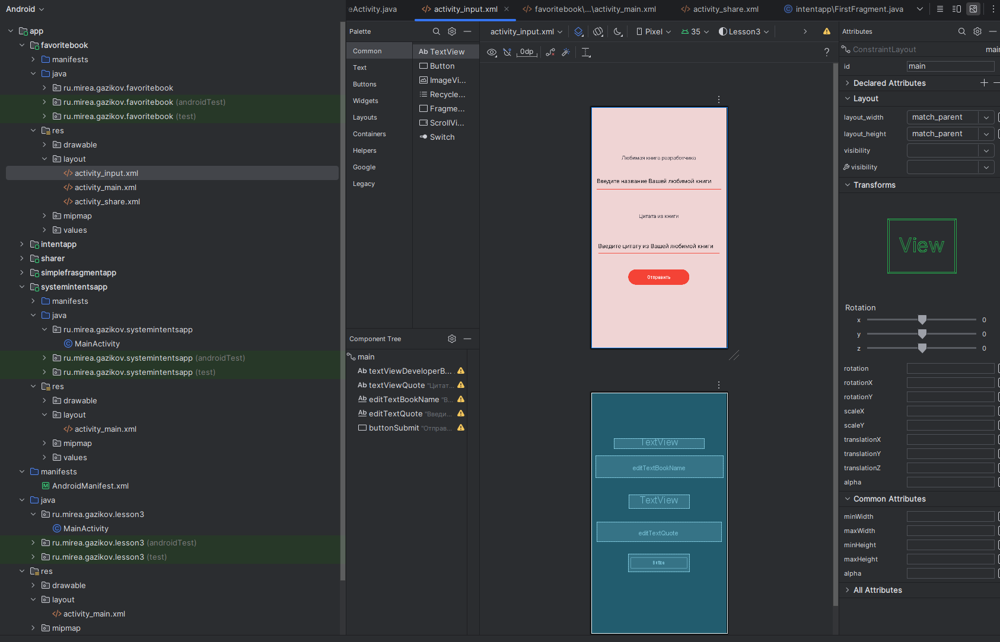 Android
eActivity.java
activity_input.xml
favoritebook\...\activity_main.xml
activity_share.xml
intentapp\FirstFragment.java
app
favoritebook
manifests
java
ru.mirea.gazikov.favoritebook
ru.mirea.gazikov.favoritebook (androidTest)
ru.mirea.gazikov.favoritebook (test)
res
drawable
layout
activity_input.xml
activity_main.xml
activity_share.xml
mipmap
values
intentapp
sharer
simplefrasgmentapp
systemintentsapp
manifests
java
ru.mirea.gazikov.systemintentsapp
MainActivity
ru.mirea.gazikov.systemintentsapp (androidTest)
ru.mirea.gazikov.systemintentsapp (test)
res
drawable
layout
activity_main.xml
mipmap
values
manifests
AndroidManifest.xml
java
ru.mirea.gazikov.lesson3
MainActivity
ru.mirea.gazikov.lesson3 (androidTest)
ru.mirea.gazikov.lesson3 (test)
res
drawable
layout
activity_main.xml
mipmap
Palette
Common
Text
Buttons
Widgets
Layouts
Containers
Helpers
Google
Legacy
Ab TextView
Button
ImageVi...
Recycle...
Fragme...
ScrollVi...
Switch
Component Tree
main
Ab textViewDeveloperB...
Ab textViewQuote "Цитат...
Ab editTextBookName "В...
Ab editTextQuote "Введи...
buttonSubmit "Отправ...
activity_input.xml
Pixel
35
Lesson3
0dp
?
Любимая книга разработчика
Введите название Вашей любимой книги
Цитата из книги
Введите цитату из Вашей любимой книги
Отправить
TextView
editTextBookName
TextView
editTextQuote
Button
Attributes
ConstraintLayout
main
id
main
Declared Attributes
Layout
layout_width
match_parent
layout_height
match_parent
visibility
visibility
Transforms
View
Rotation
x
0
y
0
z
0
rotation
rotationX
rotationY
scaleX
scaleY
translationX
translationY
translationZ
alpha
Common Attributes
minWidth
maxWidth
minHeight
maxHeight
alpha
All Attributes